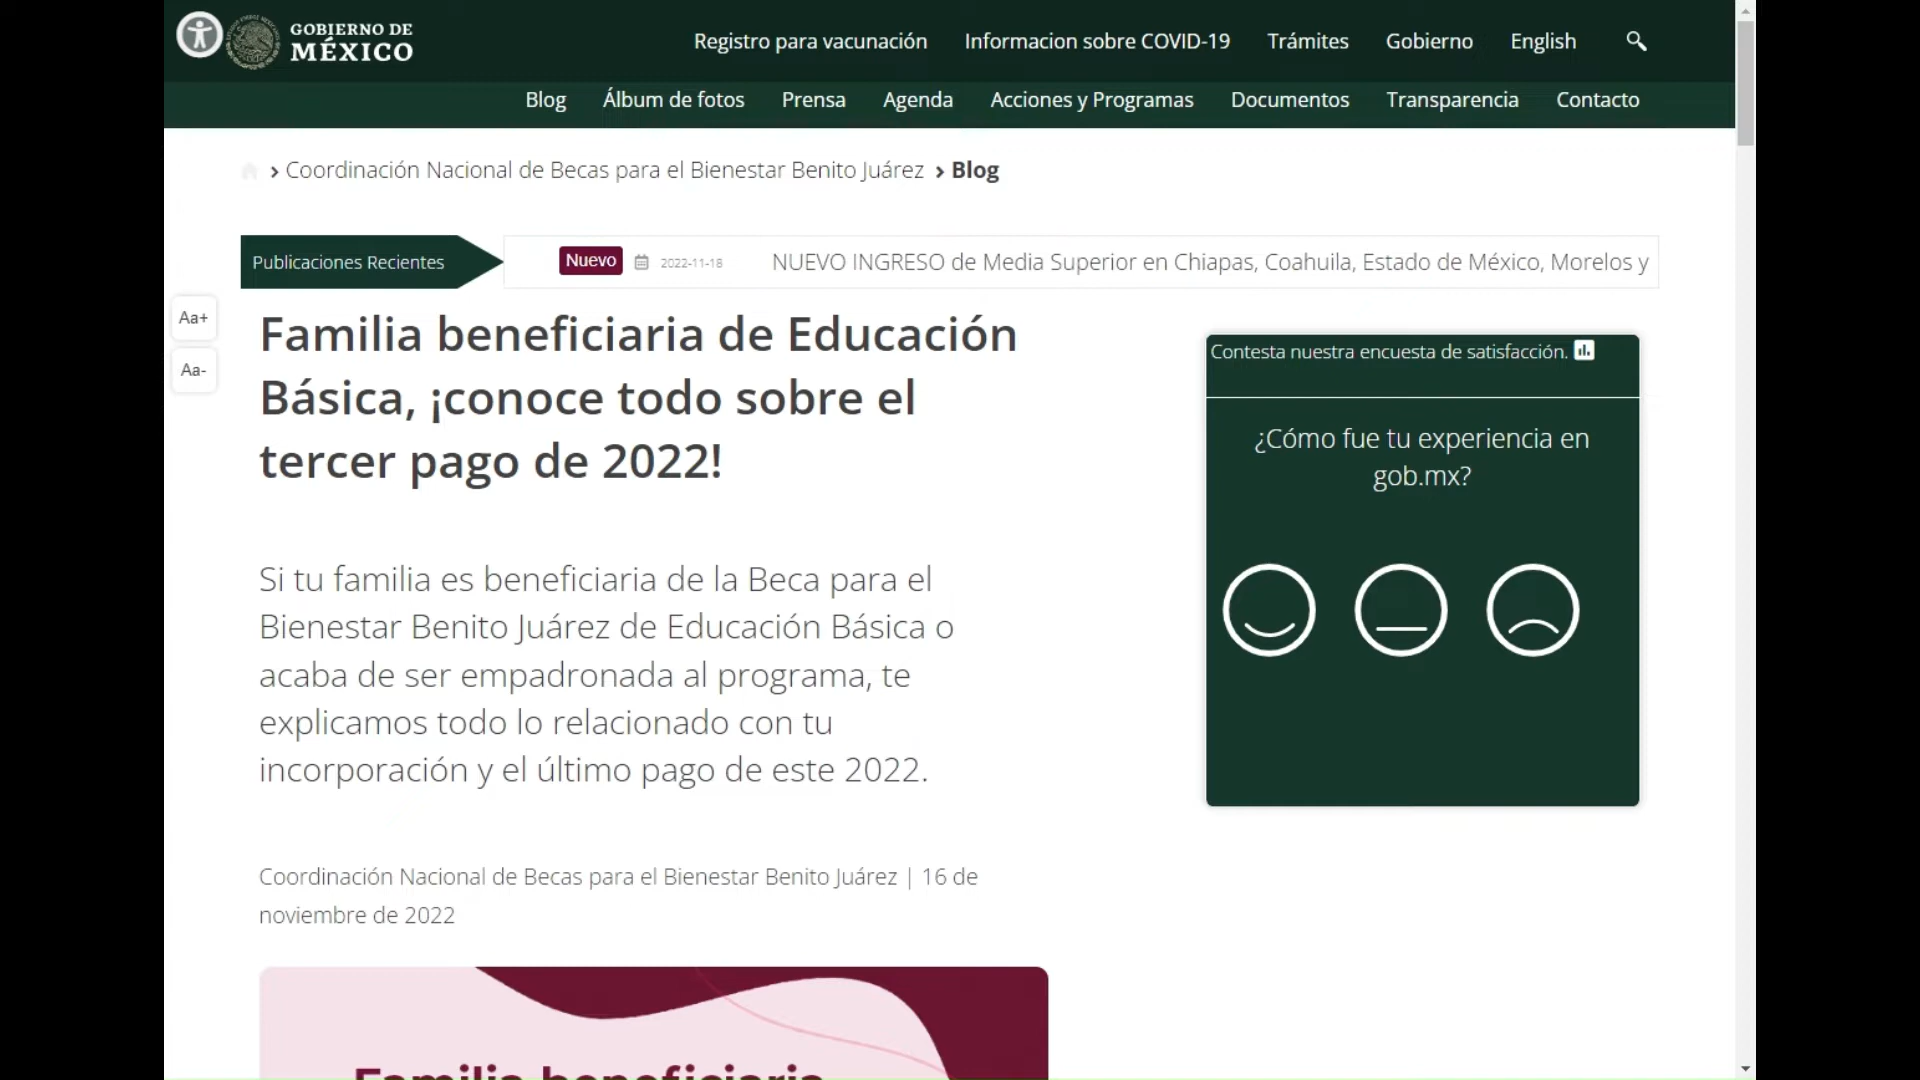 GOBIERNO DE
MÉXICO
Registro para vacunación Informacion sobre COVID-19 Trámites Gobierno English
Blog Álbum de fotos Prensa Agenda Acciones y Programas Documentos Transparencia Contacto
Coordinación Nacional de Becas para el Bienestar Benito Juárez > Blog
Publicaciones Recientes
Nuevo 2022-11-18 NUEVO INGRESO de Media Superior en Chiapas, Coahuila, Estado de México, Morelos y
Aa+
Aa-
Familia beneficiaria de Educación
Básica, ¡conoce todo sobre el
tercer pago de 2022!
Si tu familia es beneficiaria de la Beca para el
Bienestar Benito Juárez de Educación Básica o
acaba de ser empadronada al programa, te
explicamos todo lo relacionado con tu
incorporación y el último pago de este 2022.
Coordinación Nacional de Becas para el Bienestar Benito Juárez | 16 de
noviembre de 2022
Familia beneficiaria
Contesta nuestra encuesta de satisfacción.
¿Cómo fue tu experiencia en
gob.mx?